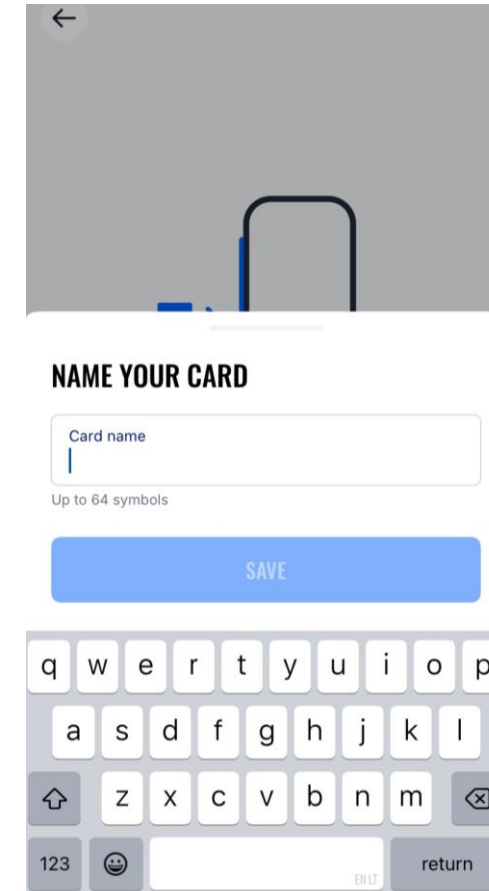 NAME YOUR CARD
Card name
Up to 64 symbols
SAVE
q w e r t y u i o p
a s d f g h j k l
z x c v b n m
123 EN LT return